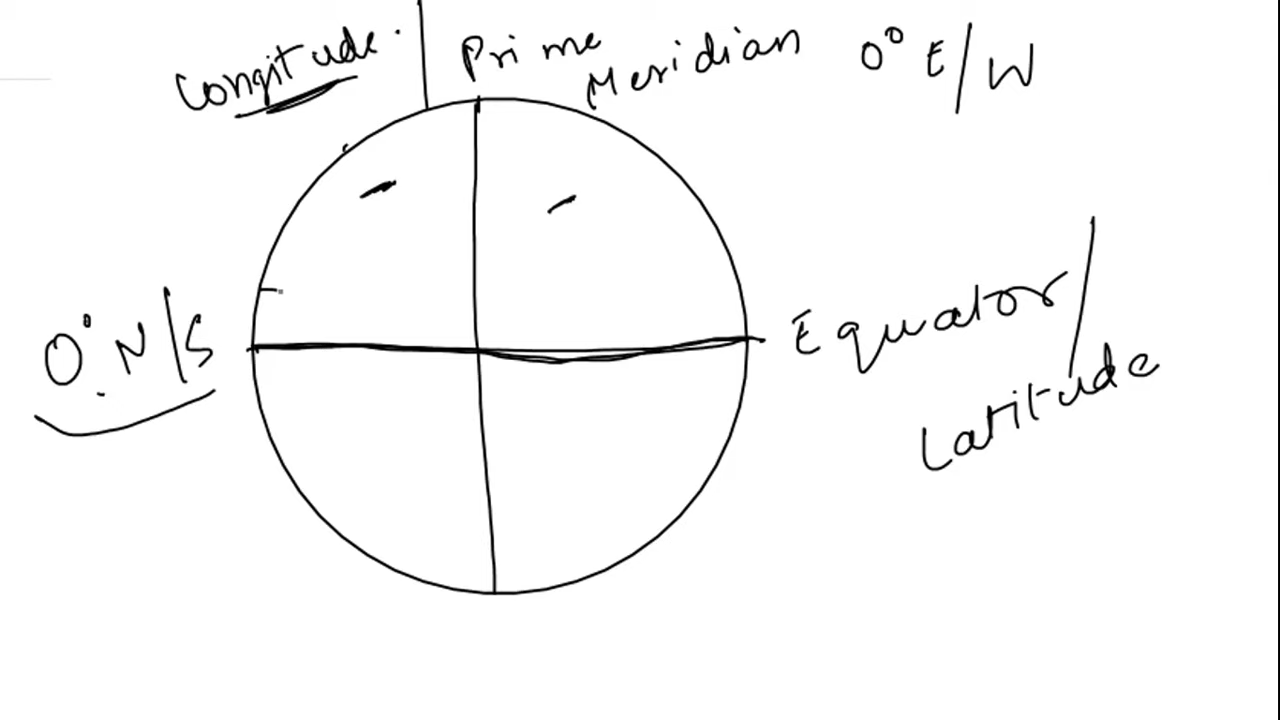 Longitude.
Prime Meridian 0° E/W
0° N/S
Equator/
Latitude